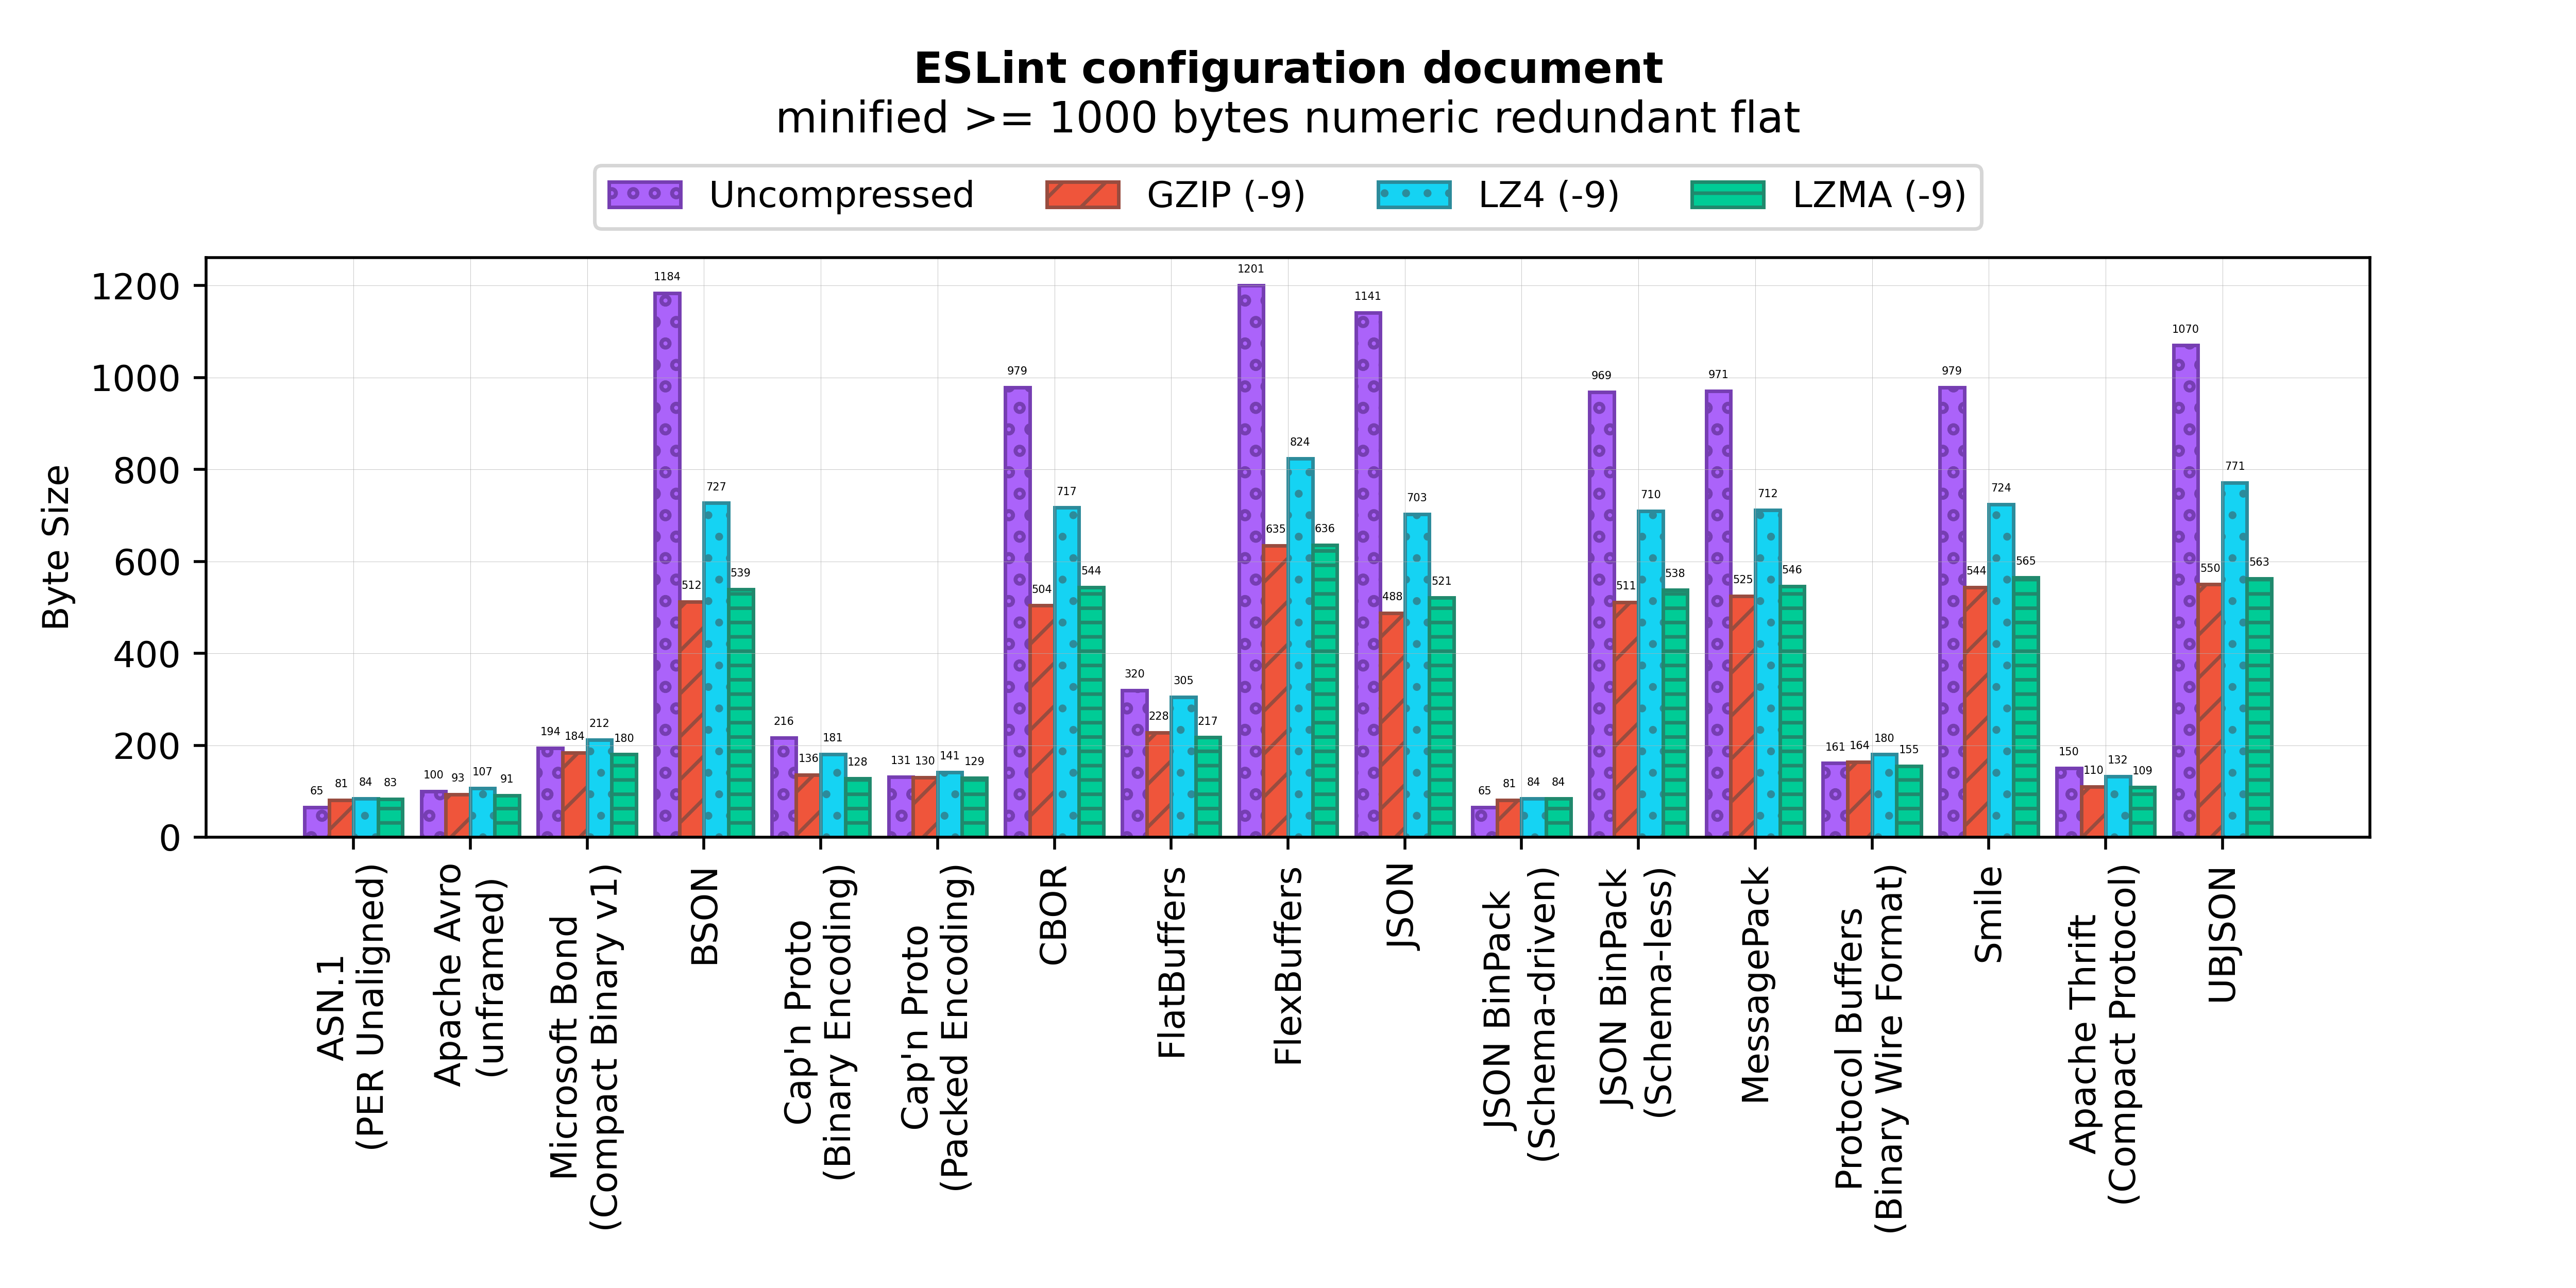 ESLint configuration document
minified >= 1000 bytes numeric redundant flat
Uncompressed
GZIP (-9)
LZ4 (-9)
LZMA (-9)
Byte Size
1200
1000
800
600
400
200
0
65
81
84
83
100
93
107
91
194
184
212
180
1184
512
727
539
216
136
181
128
131
130
141
129
979
504
717
544
320
228
305
217
1201
635
824
636
1141
488
703
521
65
81
84
84
969
511
710
538
971
525
712
546
161
164
180
155
979
544
724
565
150
110
132
109
1070
550
771
563
ASN.1
(PER Unaligned)
Apache Avro
(unframed)
Microsoft Bond
(Compact Binary v1)
BSON
Cap'n Proto
(Binary Encoding)
Cap'n Proto
(Packed Encoding)
CBOR
FlatBuffers
FlexBuffers
JSON
JSON BinPack
(Schema-driven)
JSON BinPack
(Schema-less)
MessagePack
Protocol Buffers
(Binary Wire Format)
Smile
Apache Thrift
(Compact Protocol)
UBJSON